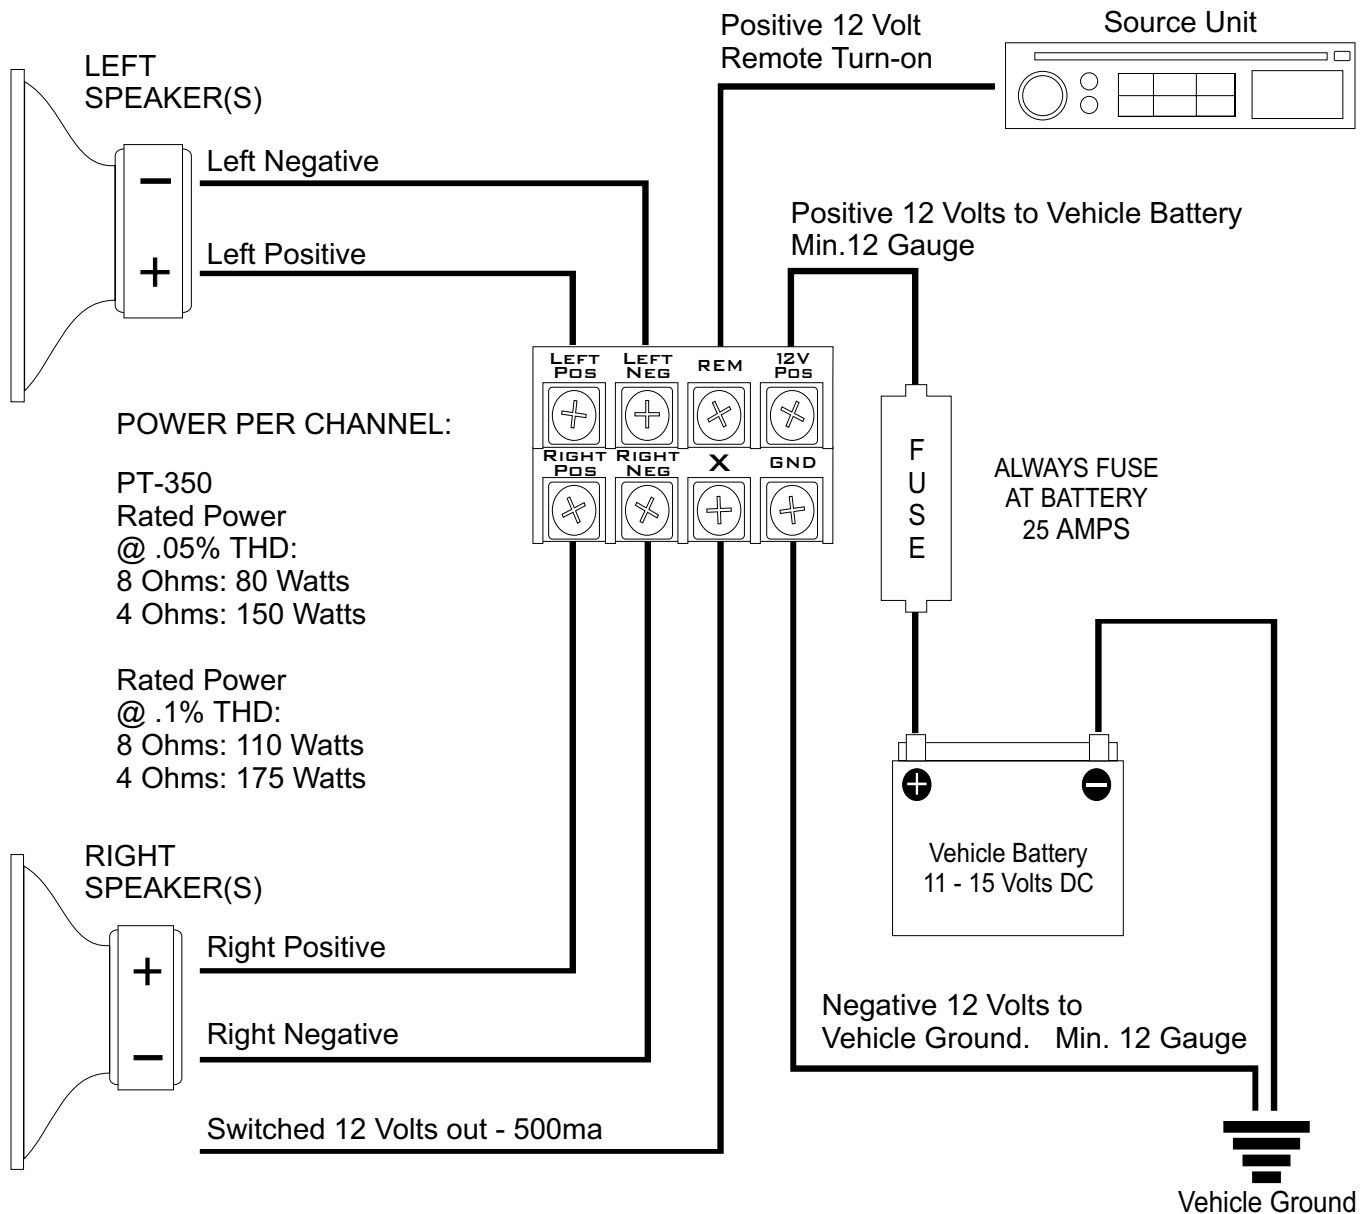 Positive 12 Volt
Remote Turn-on
Source Unit
LEFT
SPEAKER(S)
Left Negative
Left Positive
Positive 12 Volts to Vehicle Battery
Min.12 Gauge
LEFT POS
LEFT NEG
REM
12V POS
RIGHT POS
RIGHT NEG
X
GND
FUSE
ALWAYS FUSE
AT BATTERY
25 AMPS
POWER PER CHANNEL:
PT-350
Rated Power
@ .05% THD:
8 Ohms: 80 Watts
4 Ohms: 150 Watts
Rated Power
@ .1% THD:
8 Ohms: 110 Watts
4 Ohms: 175 Watts
Vehicle Battery
11 - 15 Volts DC
RIGHT
SPEAKER(S)
Right Positive
Right Negative
Switched 12 Volts out - 500ma
Negative 12 Volts to
Vehicle Ground. Min. 12 Gauge
Vehicle Ground